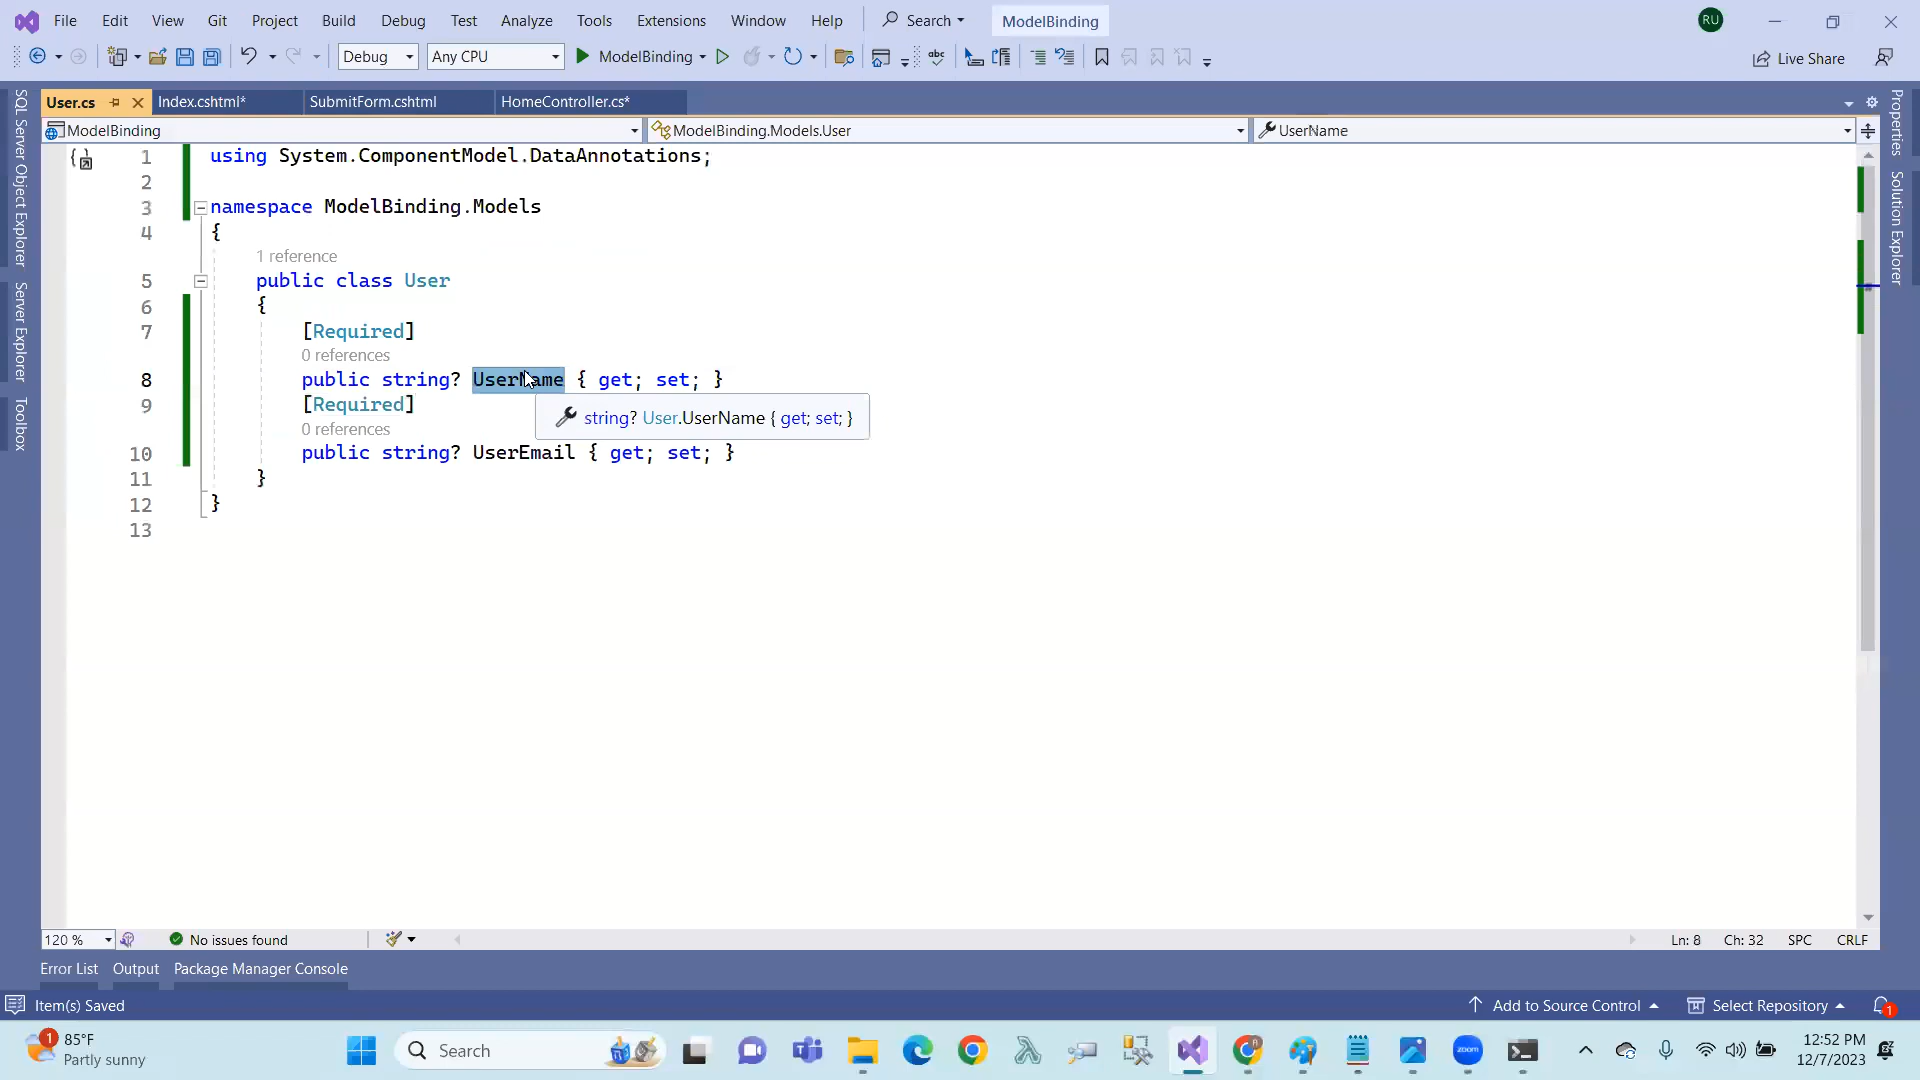 File Edit View Git Project Build Debug Test Analyze Tools Extensions Window Help Search ModelBinding RU
Debug Any CPU ModelBinding abc Live Share
User.cs Index.cshtml* SubmitForm.cshtml HomeController.cs*
ModelBinding ModelBinding.Models.User UserName
SQL Server Object Explorer
Server Explorer
Toolbox
Properties
Solution Explorer
1 using System.ComponentModel.DataAnnotations;
2
3 namespace ModelBinding.Models
4 {
1 reference
5 public class User
6 {
7 [Required]
0 references
8 public string? UserName { get; set; }
9 [Required]
string? User.UserName { get; set; }
0 references
10 public string? UserEmail { get; set; }
11 }
12 }
13
120 % No issues found Ln: 8 Ch: 32 SPC CRLF
Error List Output Package Manager Console
Item(s) Saved Add to Source Control Select Repository 1
1 85°F
Partly sunny
Search
zoom
12:52 PM
12/7/2023